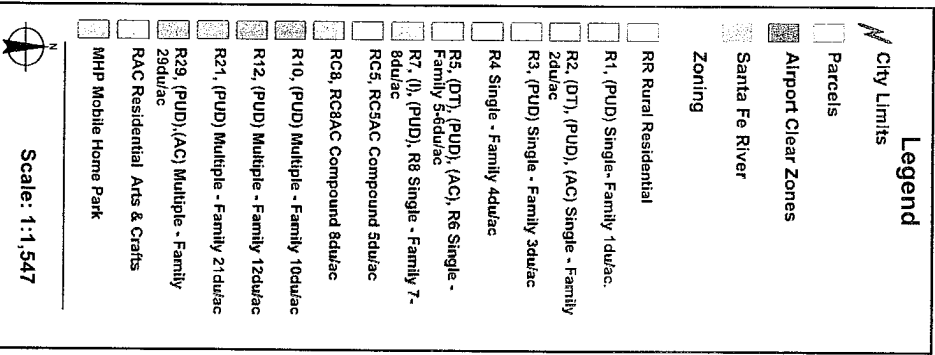 Legend
City Limits
Parcels
Airport Clear Zones
Santa Fe River
Zoning
RR Rural Residential
R1, (PUD) Single- Family 1du/ac.
R2, (DT), (PUD), (AC) Single - Family
2du/ac
R3, (PUD) Single - Family 3du/ac
R4 Single - Family 4du/ac
R5, (DT), (PUD), (AC), R6 Single -
Family 5-6du/ac
R7, (I), (PUD), R8 Single - Family 7-
8du/ac
RC5, RC5AC Compound 5du/ac
RC8, RC8AC Compound 8du/ac
R10, (PUD) Multiple - Family 10du/ac
R12, (PUD) Multiple - Family 12du/ac
R21, (PUD) Multiple - Family 21du/ac
R29, (PUD),(AC) Multiple - Family
29du/ac
RAC Residential Arts & Crafts
MHP Mobile Home Park
N
Scale: 1:1,547